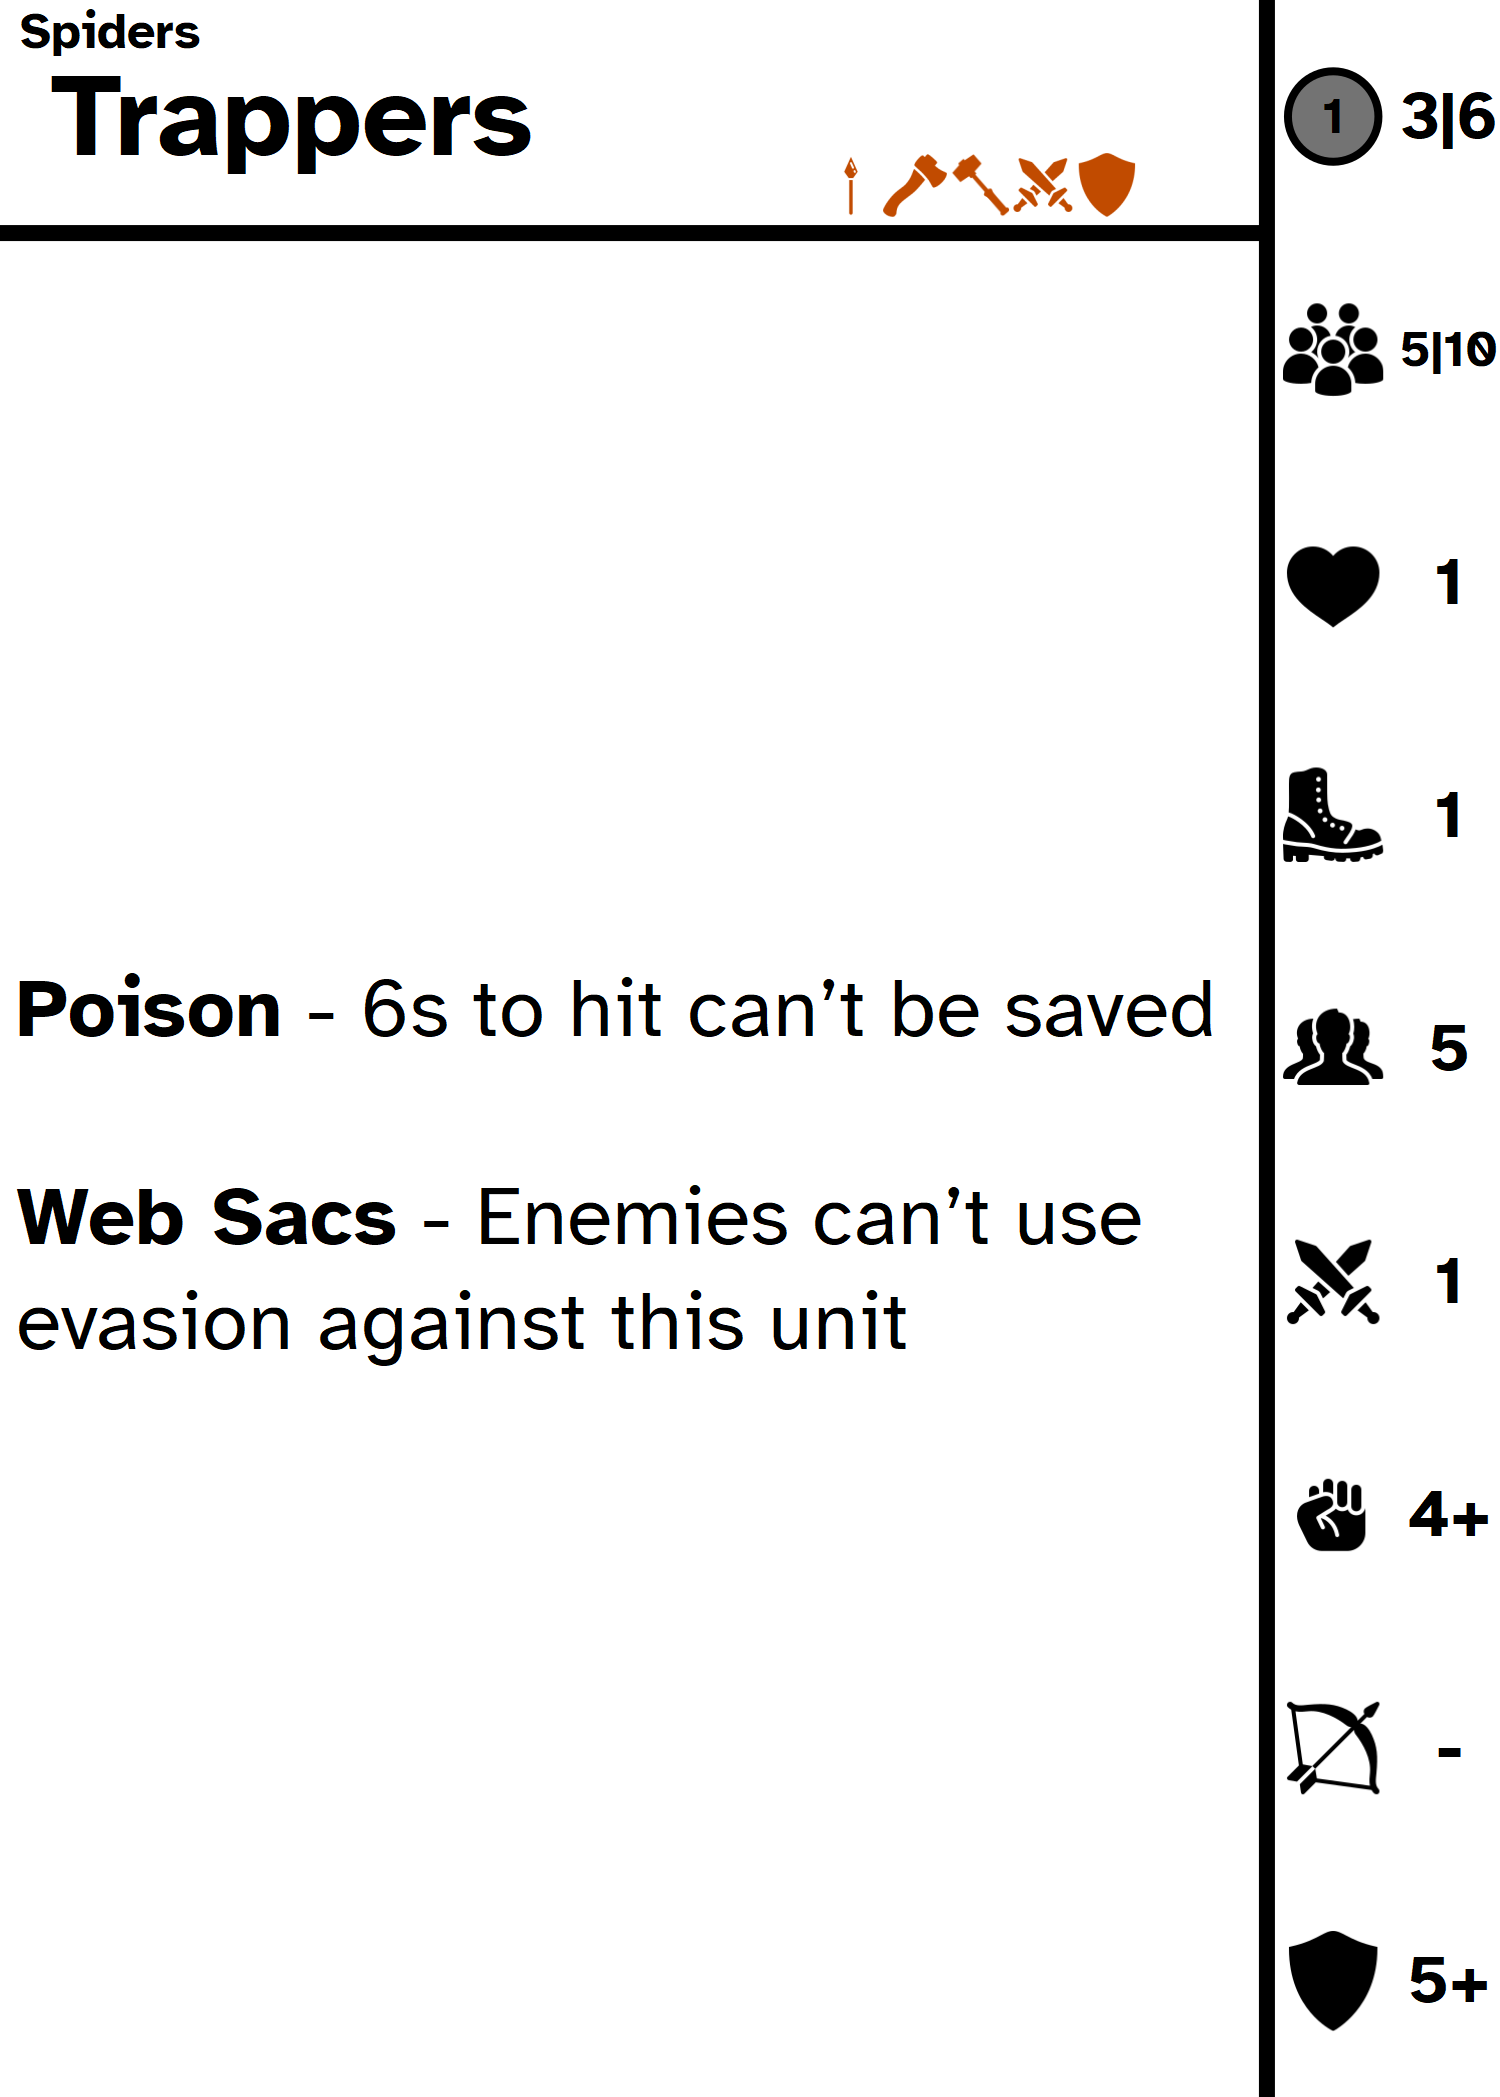 Spiders
Trappers
1 3|6
5|10
1
1
Poison - 6s to hit can’t be saved
5
Web Sacs - Enemies can’t use
evasion against this unit
1
4+
-
5+